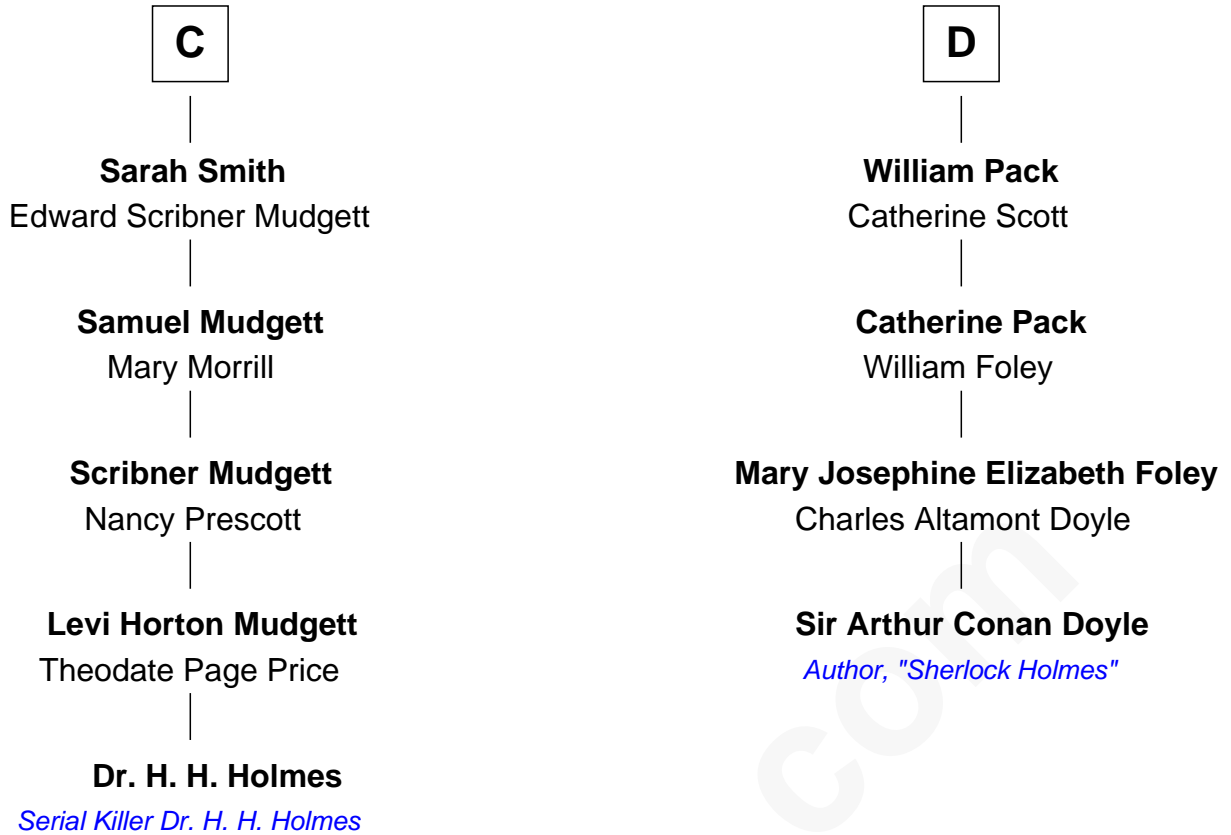 C
Sarah Smith
Edward Scribner Mudgett
Samuel Mudgett
Mary Morrill
Scribner Mudgett
Nancy Prescott
Levi Horton Mudgett
Theodate Page Price
Dr. H. H. Holmes
Serial Killer Dr. H. H. Holmes
D
William Pack
Catherine Scott
Catherine Pack
William Foley
Mary Josephine Elizabeth Foley
Charles Altamont Doyle
Sir Arthur Conan Doyle
Author, "Sherlock Holmes"
com